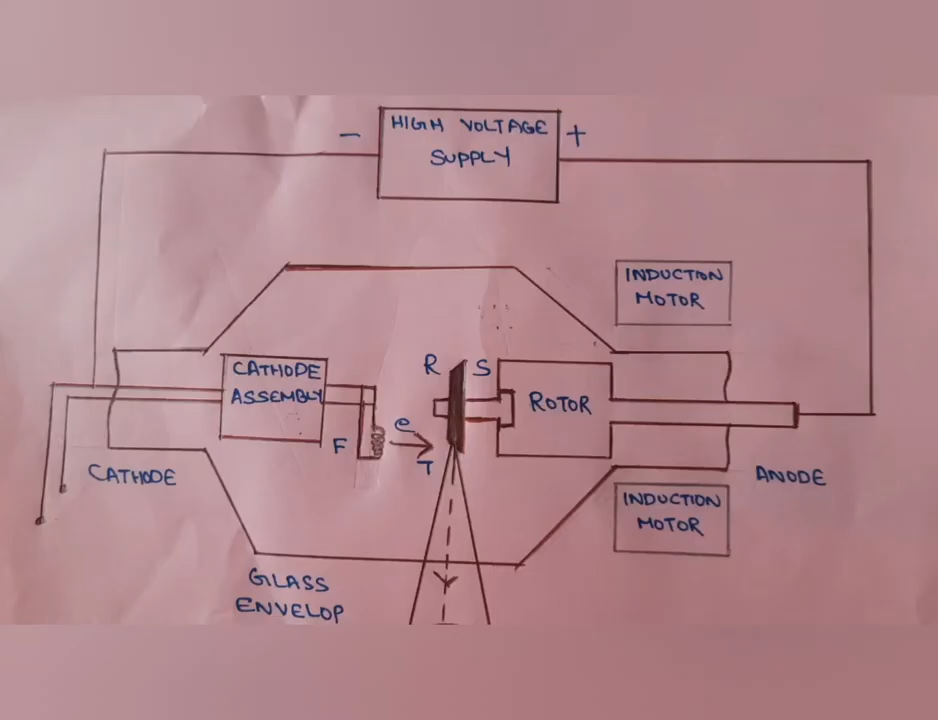 HIGH VOLTAGE
SUPPLY
−
+
INDUCTION
MOTOR
CATHODE
ASSEMBLY
R
S
ROTOR
F
e
T
CATHODE
ANODE
INDUCTION
MOTOR
GLASS
ENVELOP